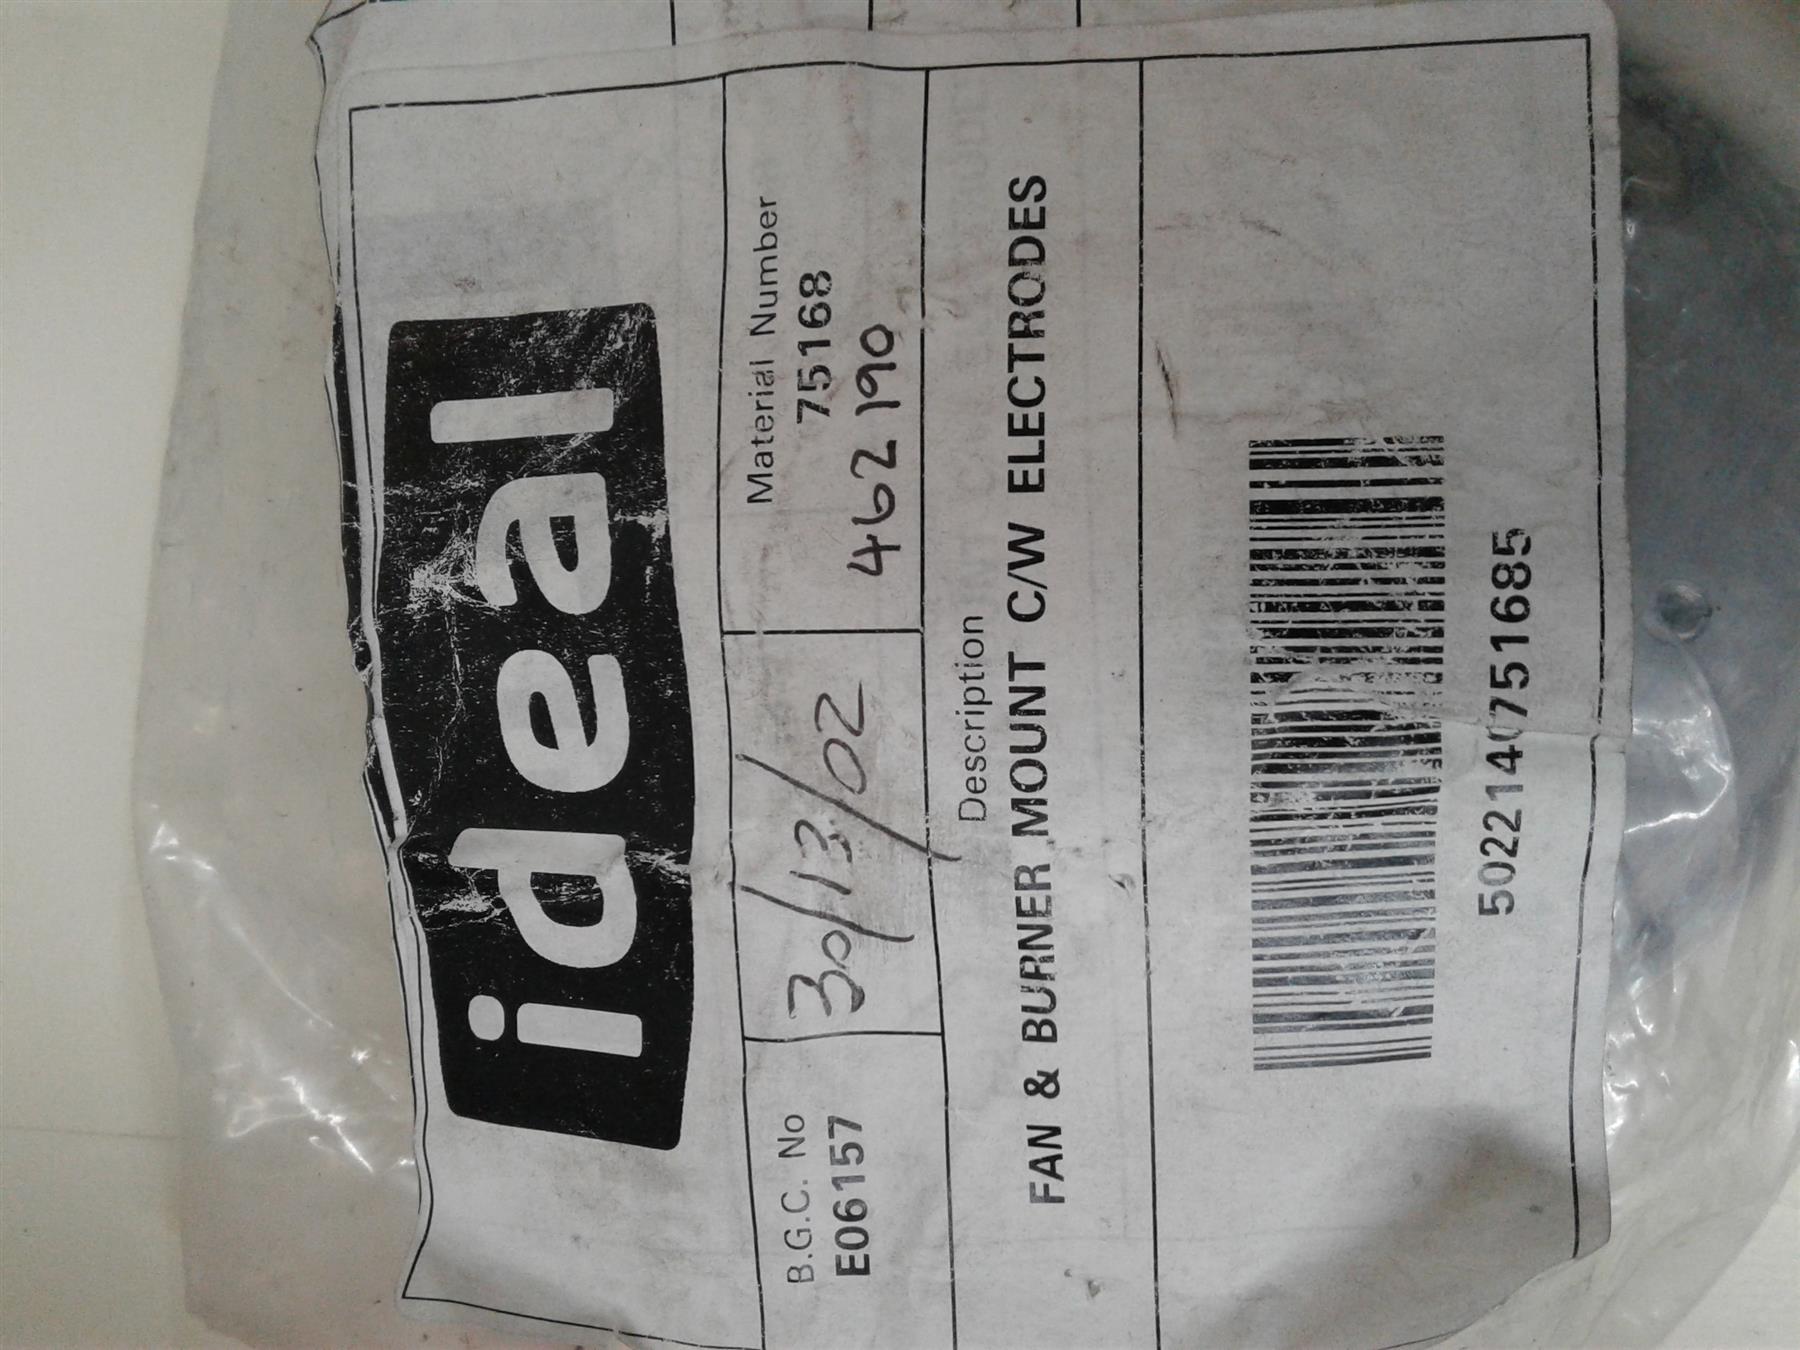 ideal
B.G.C. No
E06157
30/13/02
Material Number
75168
462190
Description
FAN & BURNER MOUNT C/W ELECTRODES
5022140751685